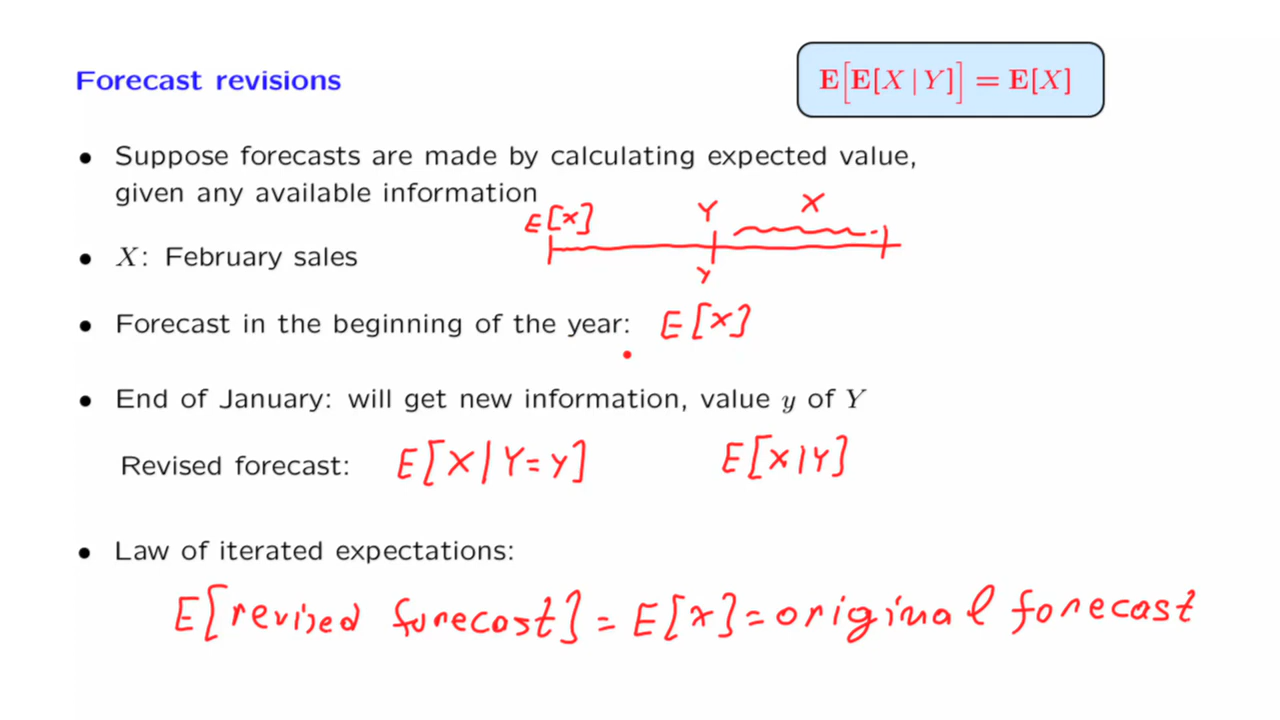 Forecast revisions
E[E[X | Y]] = E[X]
• Suppose forecasts are made by calculating expected value,
given any available information
E[X] Y X
y
• X: February sales
• Forecast in the beginning of the year: E[X]
• End of January: will get new information, value y of Y
Revised forecast: E[X|Y=y] E[X|Y]
• Law of iterated expectations:
E[revised forecast] = E[X] = original forecast